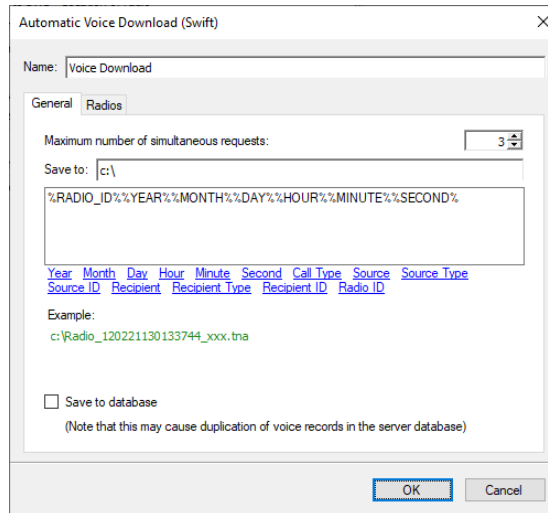 Automatic Voice Download (Swift)
Name: Voice Download
General Radios
Maximum number of simultaneous requests: 3
Save to: c:\
%RADIO_ID%%YEAR%%MONTH%%DAY%%HOUR%%MINUTE%%SECOND%
Year Month Day Hour Minute Second Call Type Source Source Type
Source ID Recipient Recipient Type Recipient ID Radio ID
Example:
c:\Radio_120221130133744_xxx.tna
Save to database
(Note that this may cause duplication of voice records in the server database)
OK Cancel